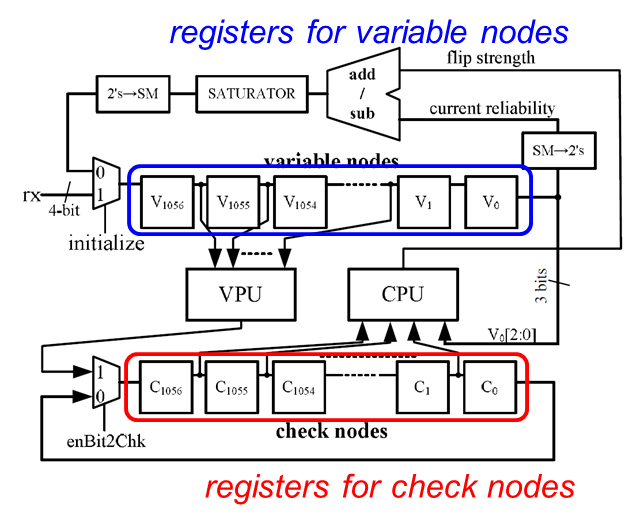 registers for variable nodes
flip strength
add
/
sub
2's→SM
SATURATOR
current reliability
SM→2's
variable nodes
0
1
rx
4-bit
initialize
V1056
V1055
V1054
V1
V0
VPU
CPU
3 bits
V0[2:0]
1
0
enBit2Chk
C1056
C1055
C1054
C1
C0
check nodes
registers for check nodes